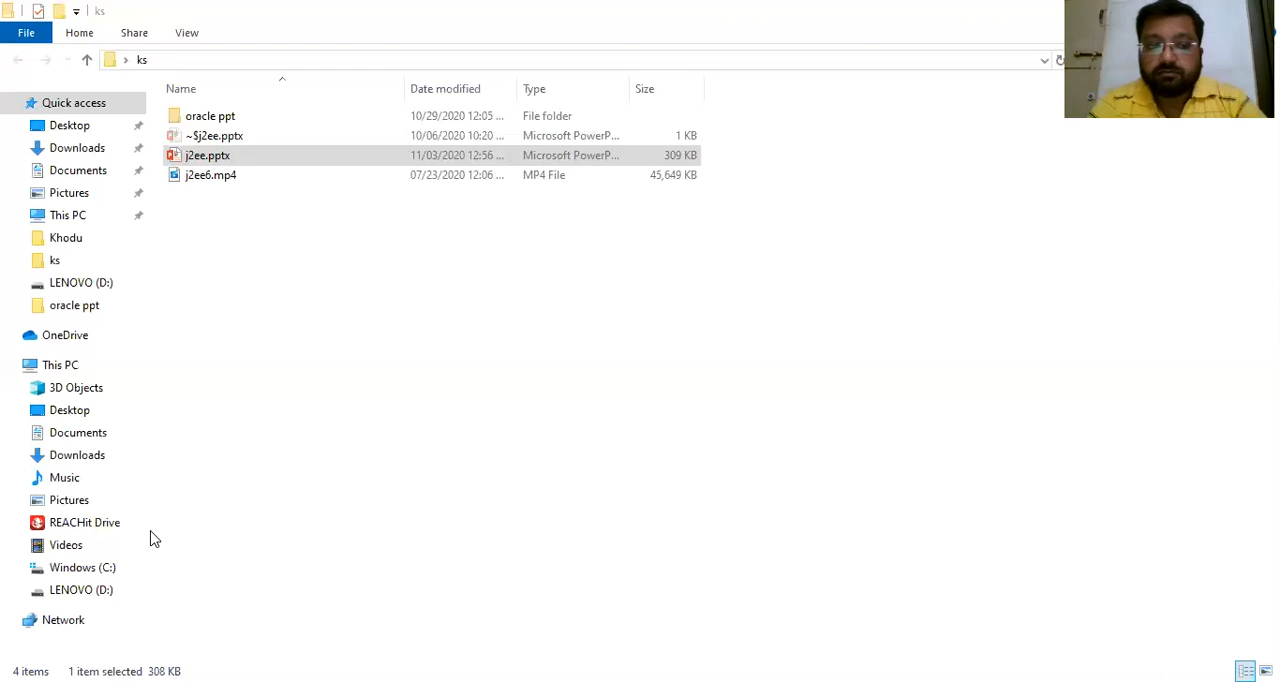 ks
File Home Share View
ks
Name Date modified Type Size
oracle ppt 10/29/2020 12:05 ... File folder
~$j2ee.pptx 10/06/2020 10:20 ... Microsoft PowerP... 1 KB
j2ee.pptx 11/03/2020 12:56 ... Microsoft PowerP... 309 KB
j2ee6.mp4 07/23/2020 12:06 ... MP4 File 45,649 KB
Quick access
Desktop
Downloads
Documents
Pictures
This PC
Khodu
ks
LENOVO (D:)
oracle ppt
OneDrive
This PC
3D Objects
Desktop
Documents
Downloads
Music
Pictures
REACHit Drive
Videos
Windows (C:)
LENOVO (D:)
Network
4 items 1 item selected 308 KB